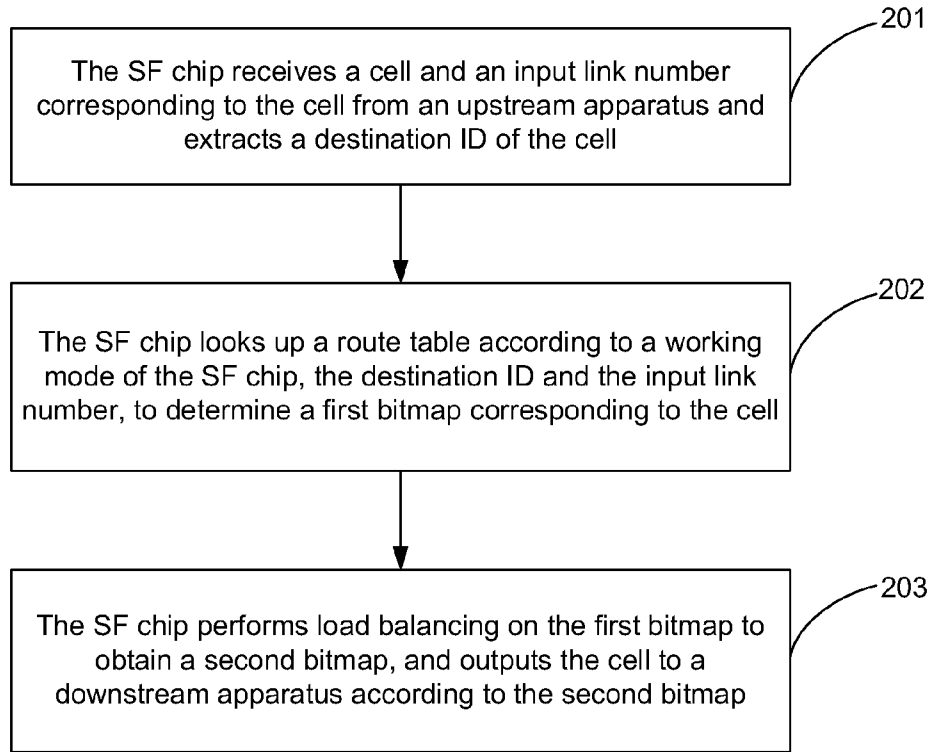 201
The SF chip receives a cell and an input link number
corresponding to the cell from an upstream apparatus and
extracts a destination ID of the cell
202
The SF chip looks up a route table according to a working
mode of the SF chip, the destination ID and the input link
number, to determine a first bitmap corresponding to the cell
203
The SF chip performs load balancing on the first bitmap to
obtain a second bitmap, and outputs the cell to a
downstream apparatus according to the second bitmap